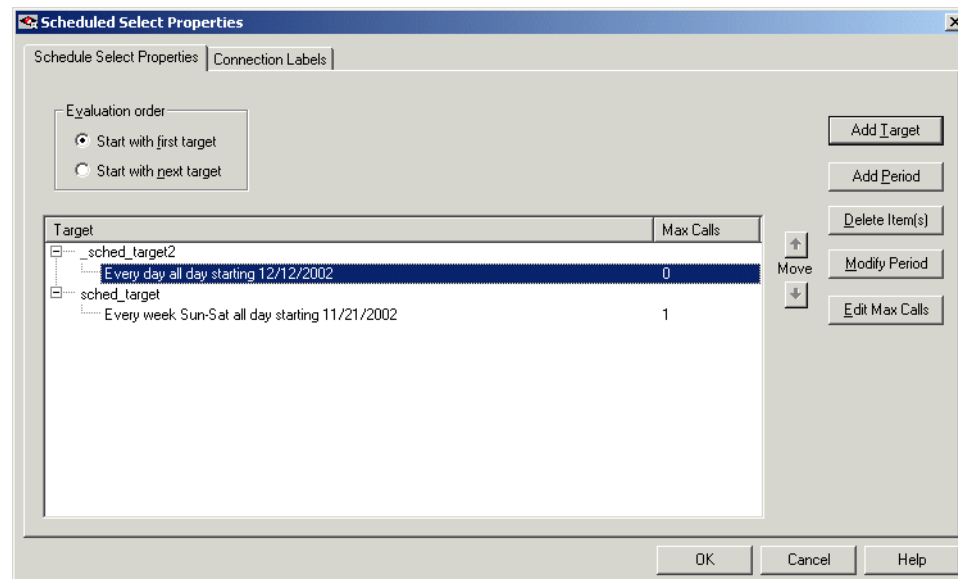 Scheduled Select Properties
Schedule Select Properties
Connection Labels
Evaluation order
Start with first target
Start with next target
Add Target
Add Period
Delete Item(s)
Modify Period
Edit Max Calls
Move
Target Max Calls
_sched_target2
Every day all day starting 12/12/2002 0
sched_target
Every week Sun-Sat all day starting 11/21/2002 1
OK Cancel Help